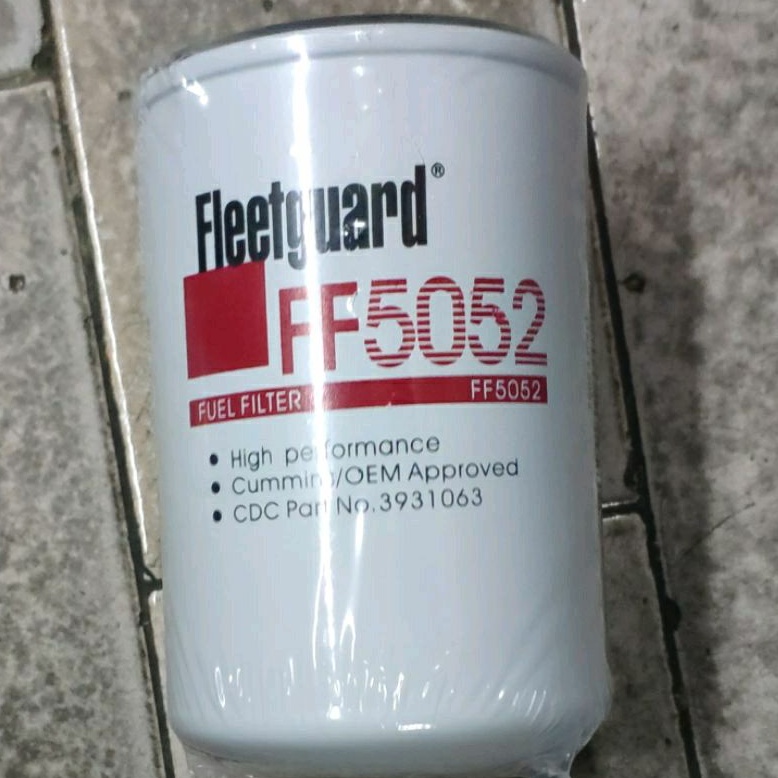 Fleetguard®
FF5052
FUEL FILTER FF5052
• High performance
• Cummins/OEM Approved
• CDC Part No.3931063